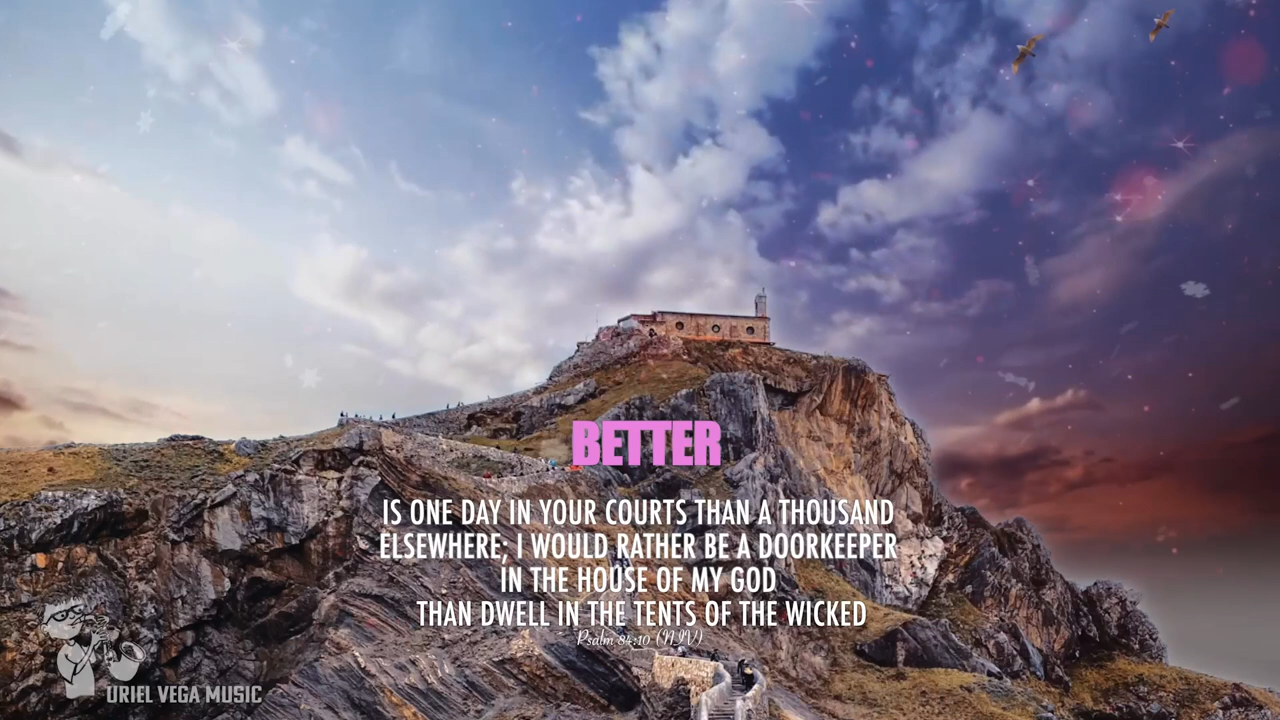 BETTER
IS ONE DAY IN YOUR COURTS THAN A THOUSAND
ELSEWHERE; I WOULD RATHER BE A DOORKEEPER
IN THE HOUSE OF MY GOD
THAN DWELL IN THE TENTS OF THE WICKED
Psalm 84:10 (NIV)
URIEL VEGA MUSIC